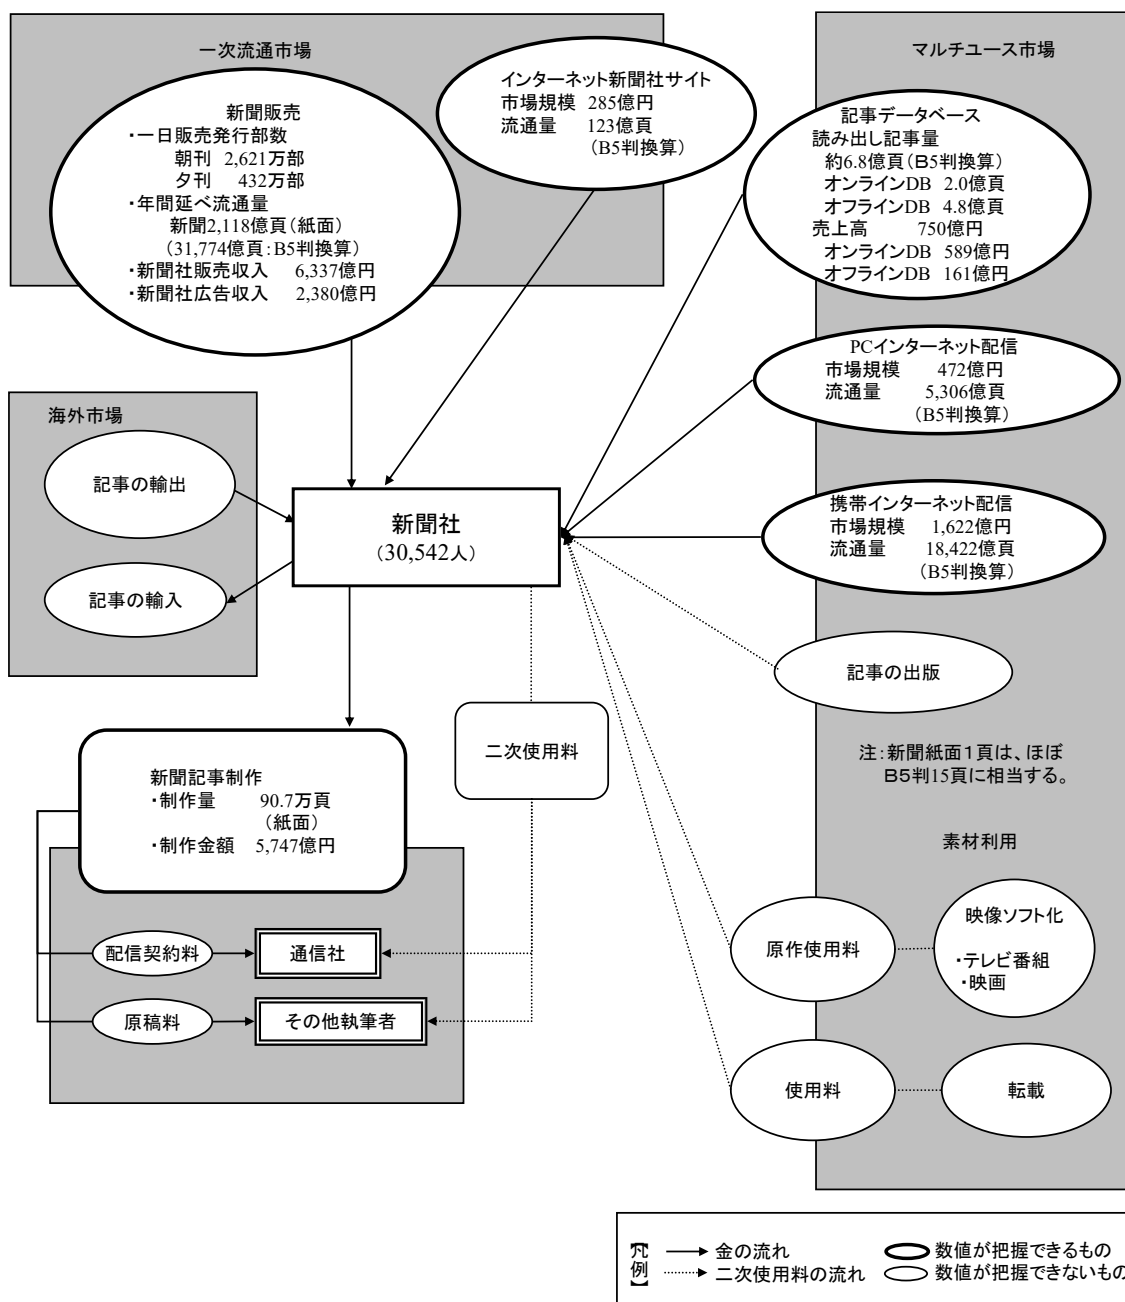 一次流通市場
新聞販売
・一日販売発行部数
朝刊 2,621万部
夕刊 432万部
・年間延べ流通量
新聞2,118億頁(紙面)
(31,774億頁:B5判換算)
・新聞社販売収入 6,337億円
・新聞社広告収入 2,380億円
インターネット新聞社サイト
市場規模 285億円
流通量 123億頁
(B5判換算)
マルチユース市場
記事データベース
読み出し記事量
約6.8億頁(B5判換算)
オンラインDB 2.0億頁
オフラインDB 4.8億頁
売上高 750億円
オンラインDB 589億円
オフラインDB 161億円
PCインターネット配信
市場規模 472億円
流通量 5,306億頁
(B5判換算)
携帯インターネット配信
市場規模 1,622億円
流通量 18,422億頁
(B5判換算)
記事の出版
注:新聞紙面1頁は、ほぼ
B5判15頁に相当する。
素材利用
原作使用料
映像ソフト化
・テレビ番組
・映画
使用料
転載
海外市場
記事の輸出
記事の輸入
新聞社
(30,542人)
二次使用料
新聞記事制作
・制作量 90.7万頁
(紙面)
・制作金額 5,747億円
配信契約料
通信社
原稿料
その他執筆者
【凡例】
金の流れ
二次使用料の流れ
数値が把握できるもの
数値が把握できないもの